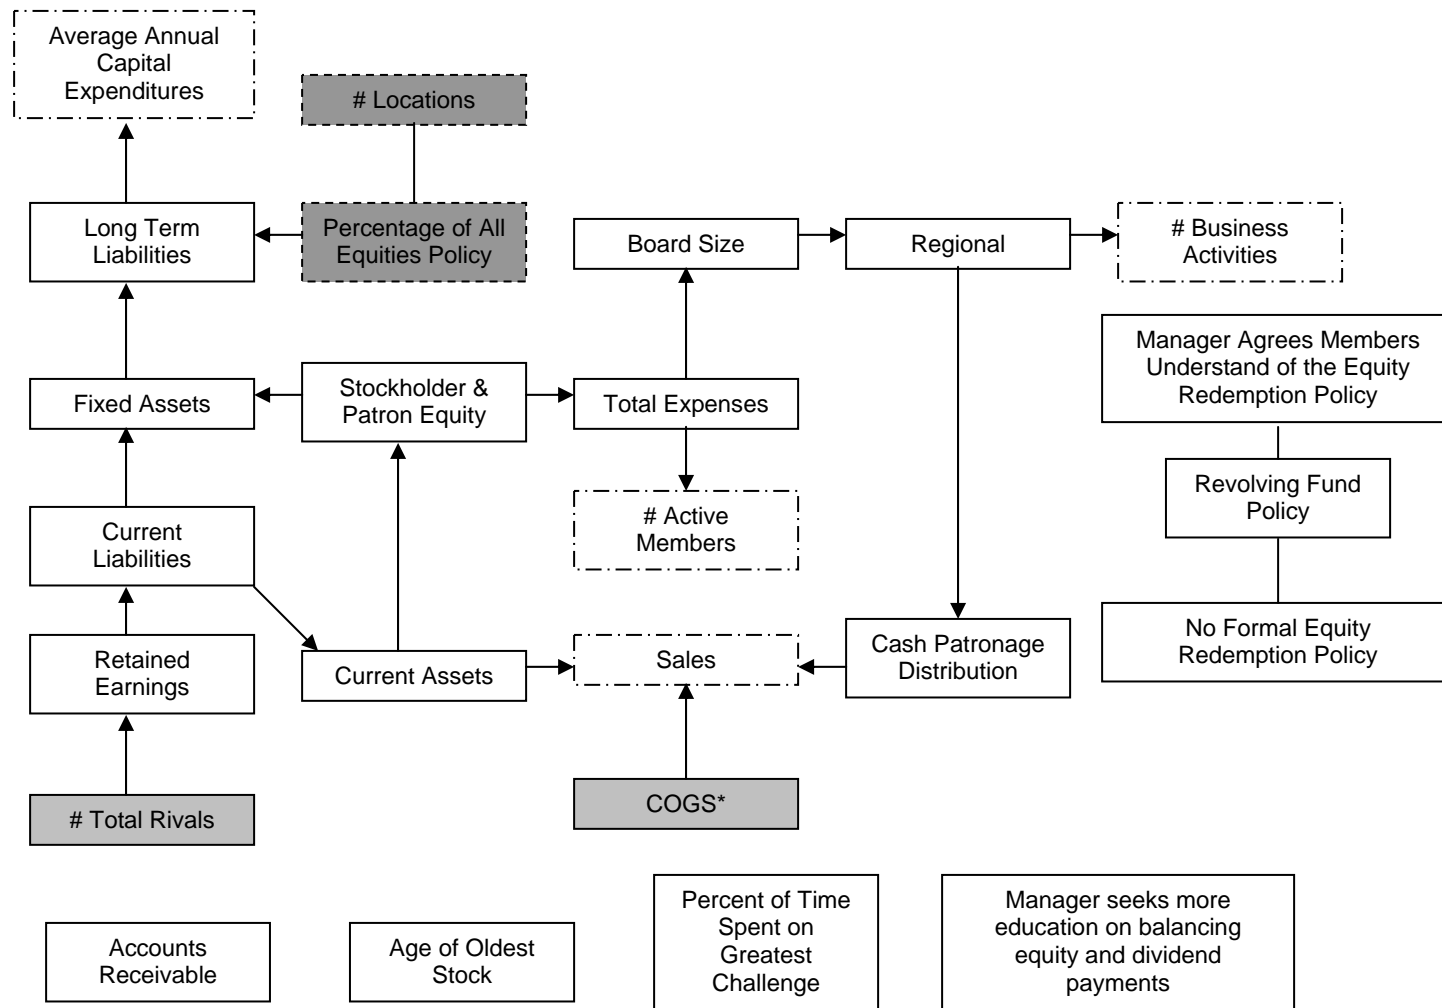 Average Annual
Capital
Expenditures
# Locations
Long Term
Liabilities
Percentage of All
Equities Policy
Board Size
Regional
# Business
Activities
Manager Agrees Members
Understand of the Equity
Redemption Policy
Fixed Assets
Stockholder &
Patron Equity
Total Expenses
Revolving Fund
Policy
Current
Liabilities
# Active
Members
No Formal Equity
Redemption Policy
Retained
Earnings
Current Assets
Sales
Cash Patronage
Distribution
# Total Rivals
COGS*
Accounts
Receivable
Age of Oldest
Stock
Percent of Time
Spent on
Greatest
Challenge
Manager seeks more
education on balancing
equity and dividend
payments